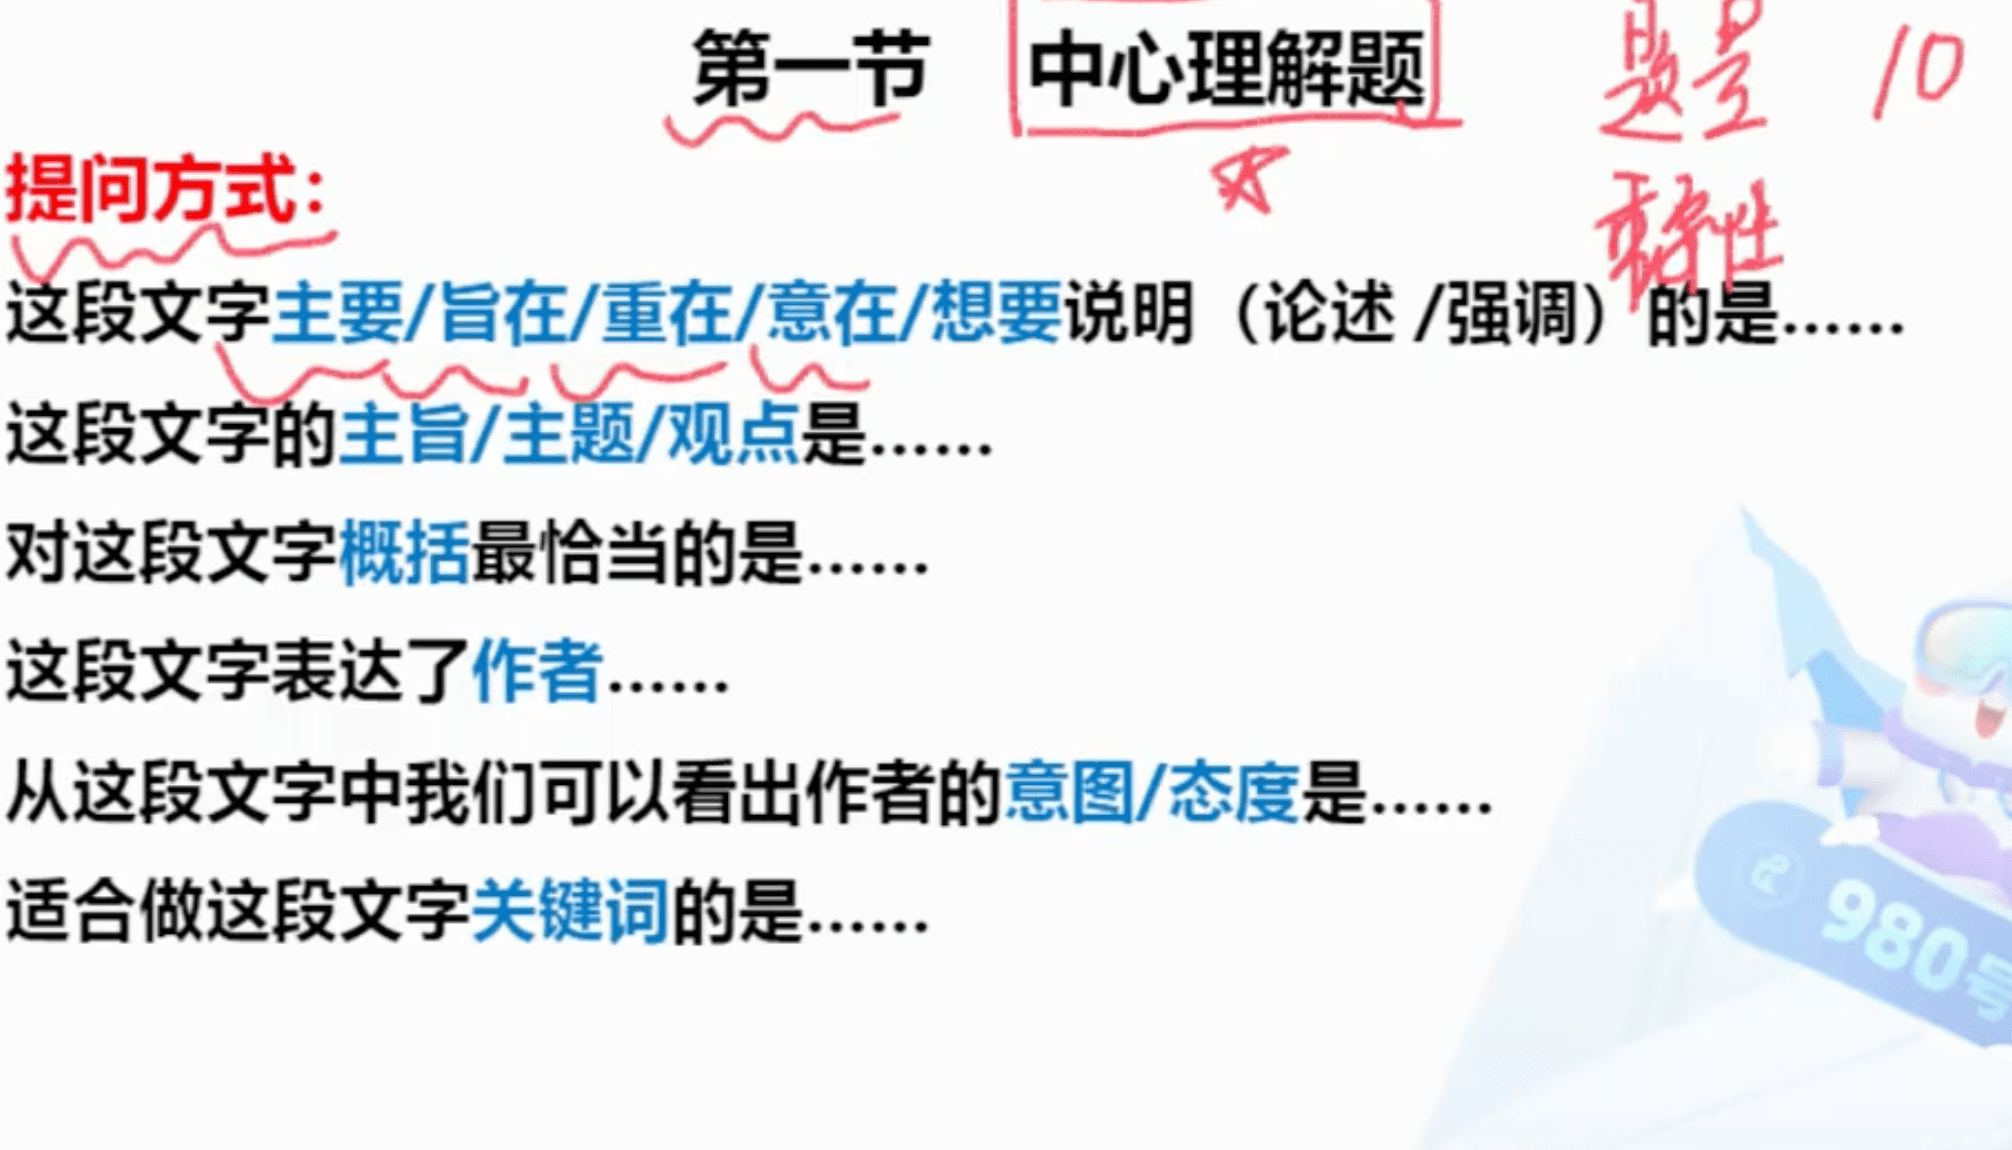 第一节 中心理解题
题量 10
提问方式：
这段文字主要/旨在/重在/意在/想要说明（论述 /强调）的是……
这段文字的主旨/主题/观点是……
对这段文字概括最恰当的是……
这段文字表达了作者……
从这段文字中我们可以看出作者的意图/态度是……
适合做这段文字关键词的是……
980号